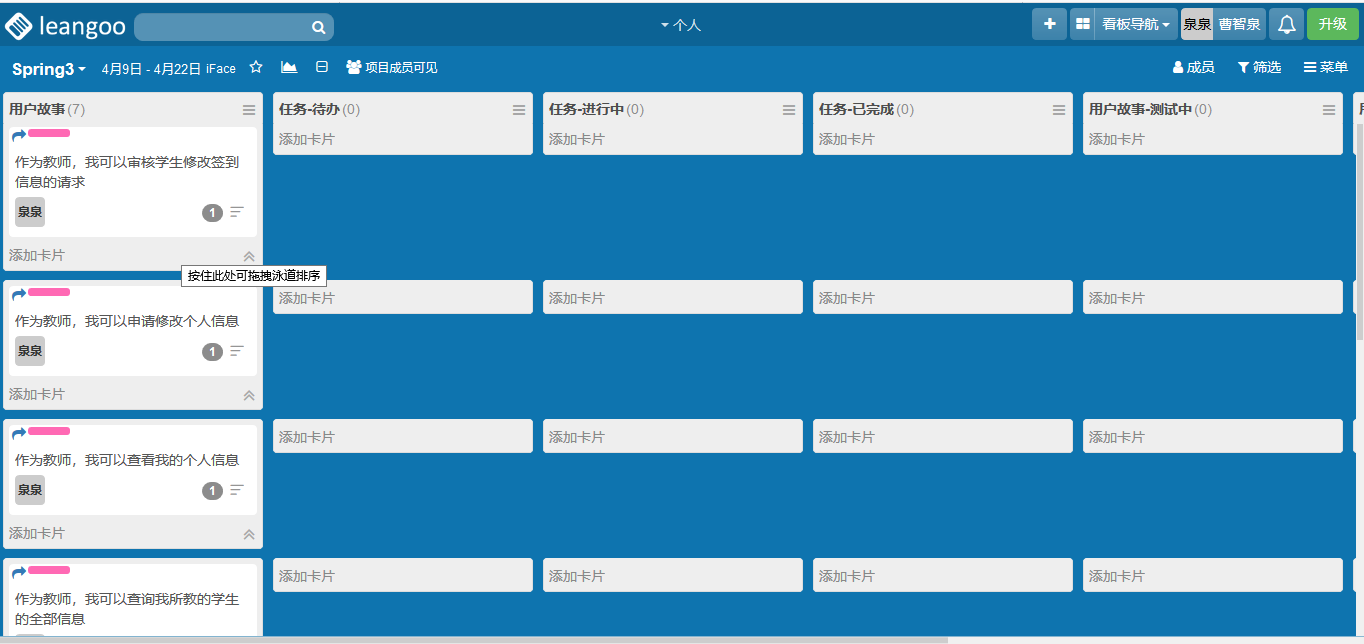 leangoo
个人
看板导航
泉泉
曹智泉
升级
Spring3
4月9日 - 4月22日 iFace
项目成员可见
成员
筛选
菜单
用户故事 (7)
任务-待办 (0)
任务-进行中 (0)
任务-已完成 (0)
用户故事-测试中 (0)
添加卡片
添加卡片
添加卡片
添加卡片
作为教师，我可以审核学生修改签到
信息的请求
泉泉
1
添加卡片
按住此处可拖拽泳道排序
添加卡片
添加卡片
添加卡片
添加卡片
作为教师，我可以申请修改个人信息
泉泉
1
添加卡片
添加卡片
添加卡片
添加卡片
添加卡片
作为教师，我可以查看我的个人信息
泉泉
1
添加卡片
添加卡片
添加卡片
添加卡片
添加卡片
作为教师，我可以查询我所教的学生
的全部信息